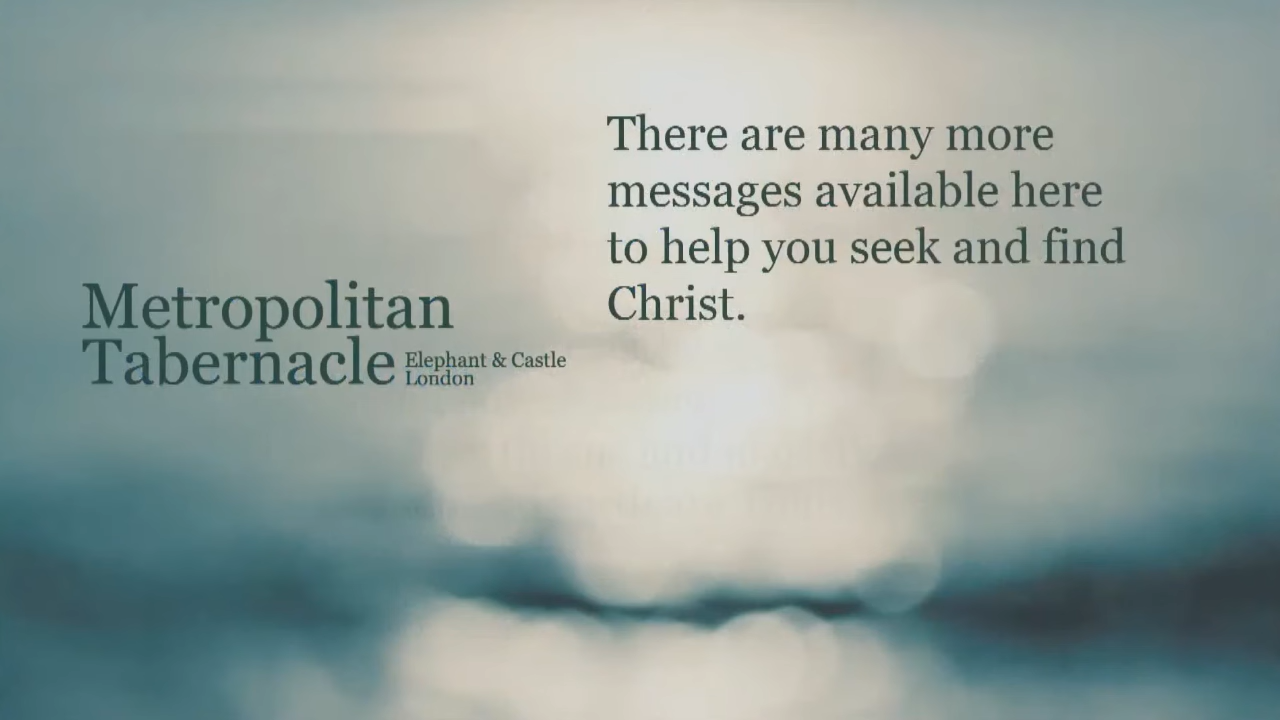 Metropolitan
Tabernacle Elephant & Castle
London
There are many more
messages available here
to help you seek and find
Christ.